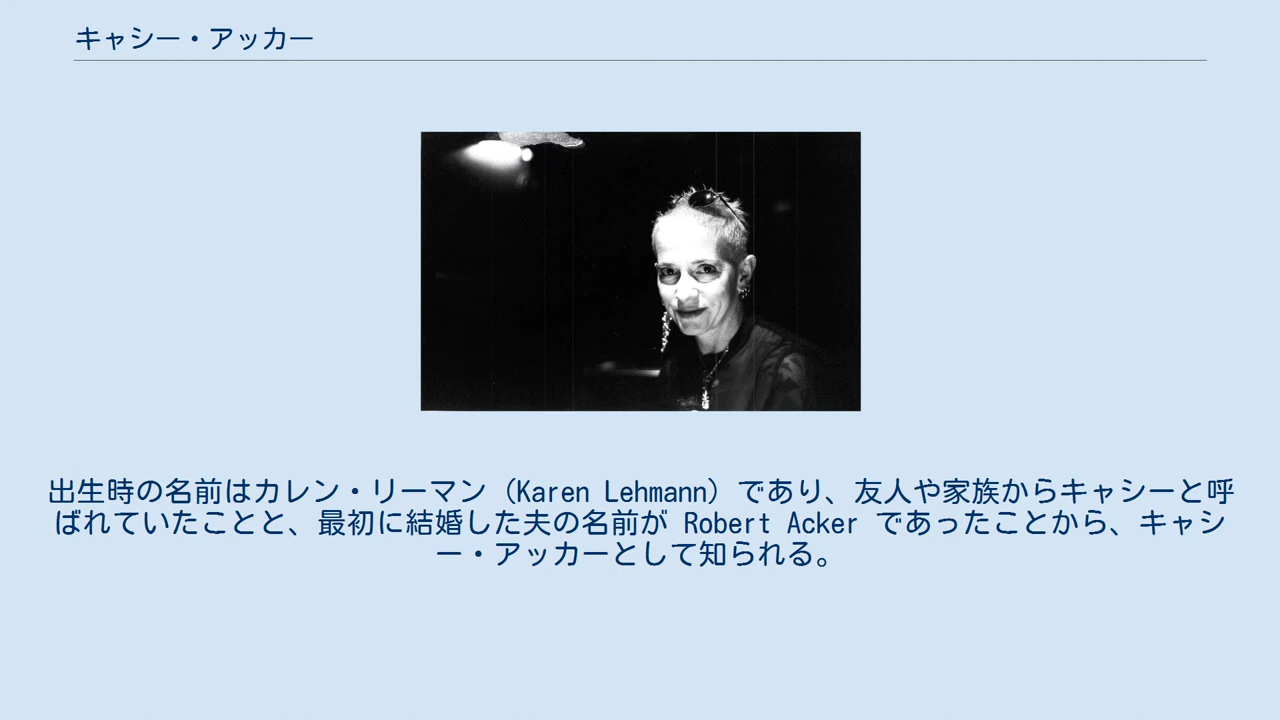 キャシー・アッカー
出生時の名前はカレン・リーマン（Karen Lehmann）であり、友人や家族からキャシーと呼
ばれていたことと、最初に結婚した夫の名前が Robert Acker であったことから、キャシ
ー・アッカーとして知られる。